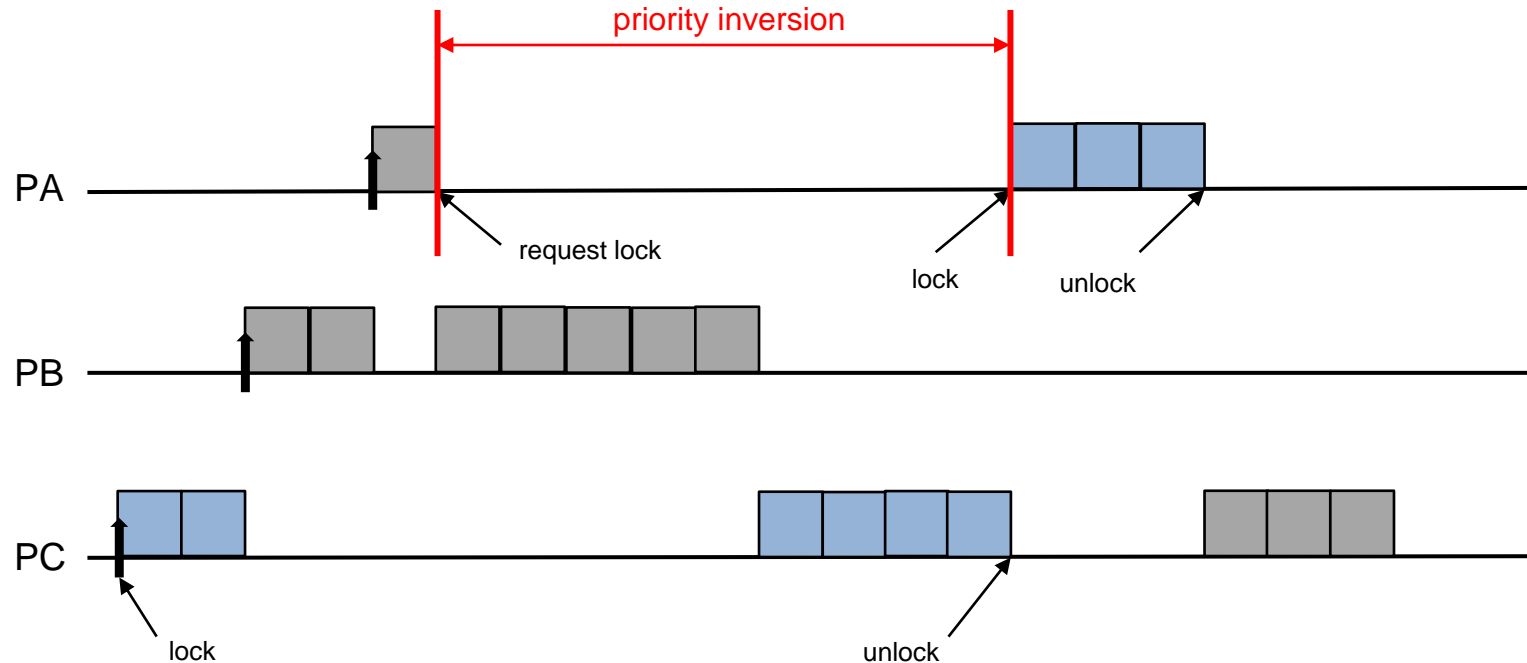 priority inversion
PA
request lock
lock
unlock
PB
PC
lock
unlock